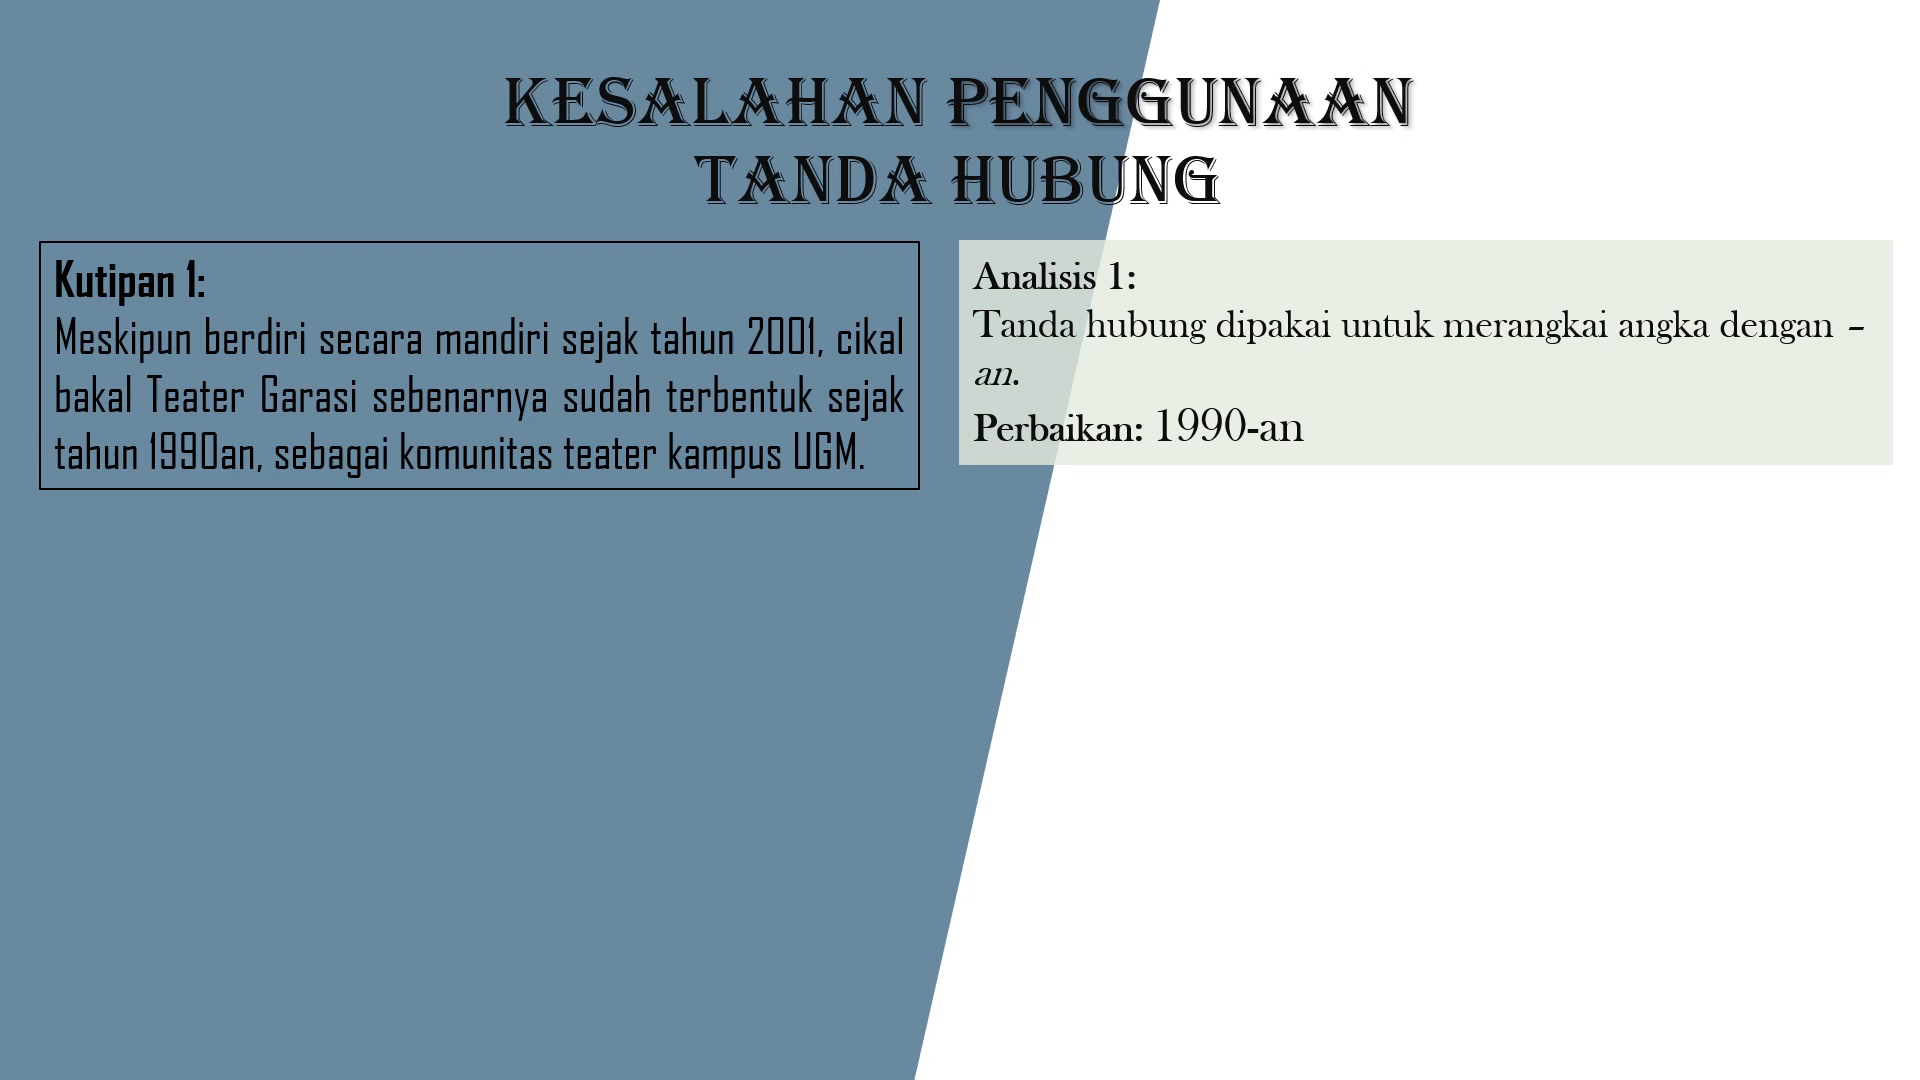 KESALAHAN PENGGUNAAN
TANDA HUBUNG
Kutipan 1:
Meskipun berdiri secara mandiri sejak tahun 2001, cikal
bakal Teater Garasi sebenarnya sudah terbentuk sejak
tahun 1990an, sebagai komunitas teater kampus UGM.
Analisis 1:
Tanda hubung dipakai untuk merangkai angka dengan –
an.
Perbaikan: 1990-an